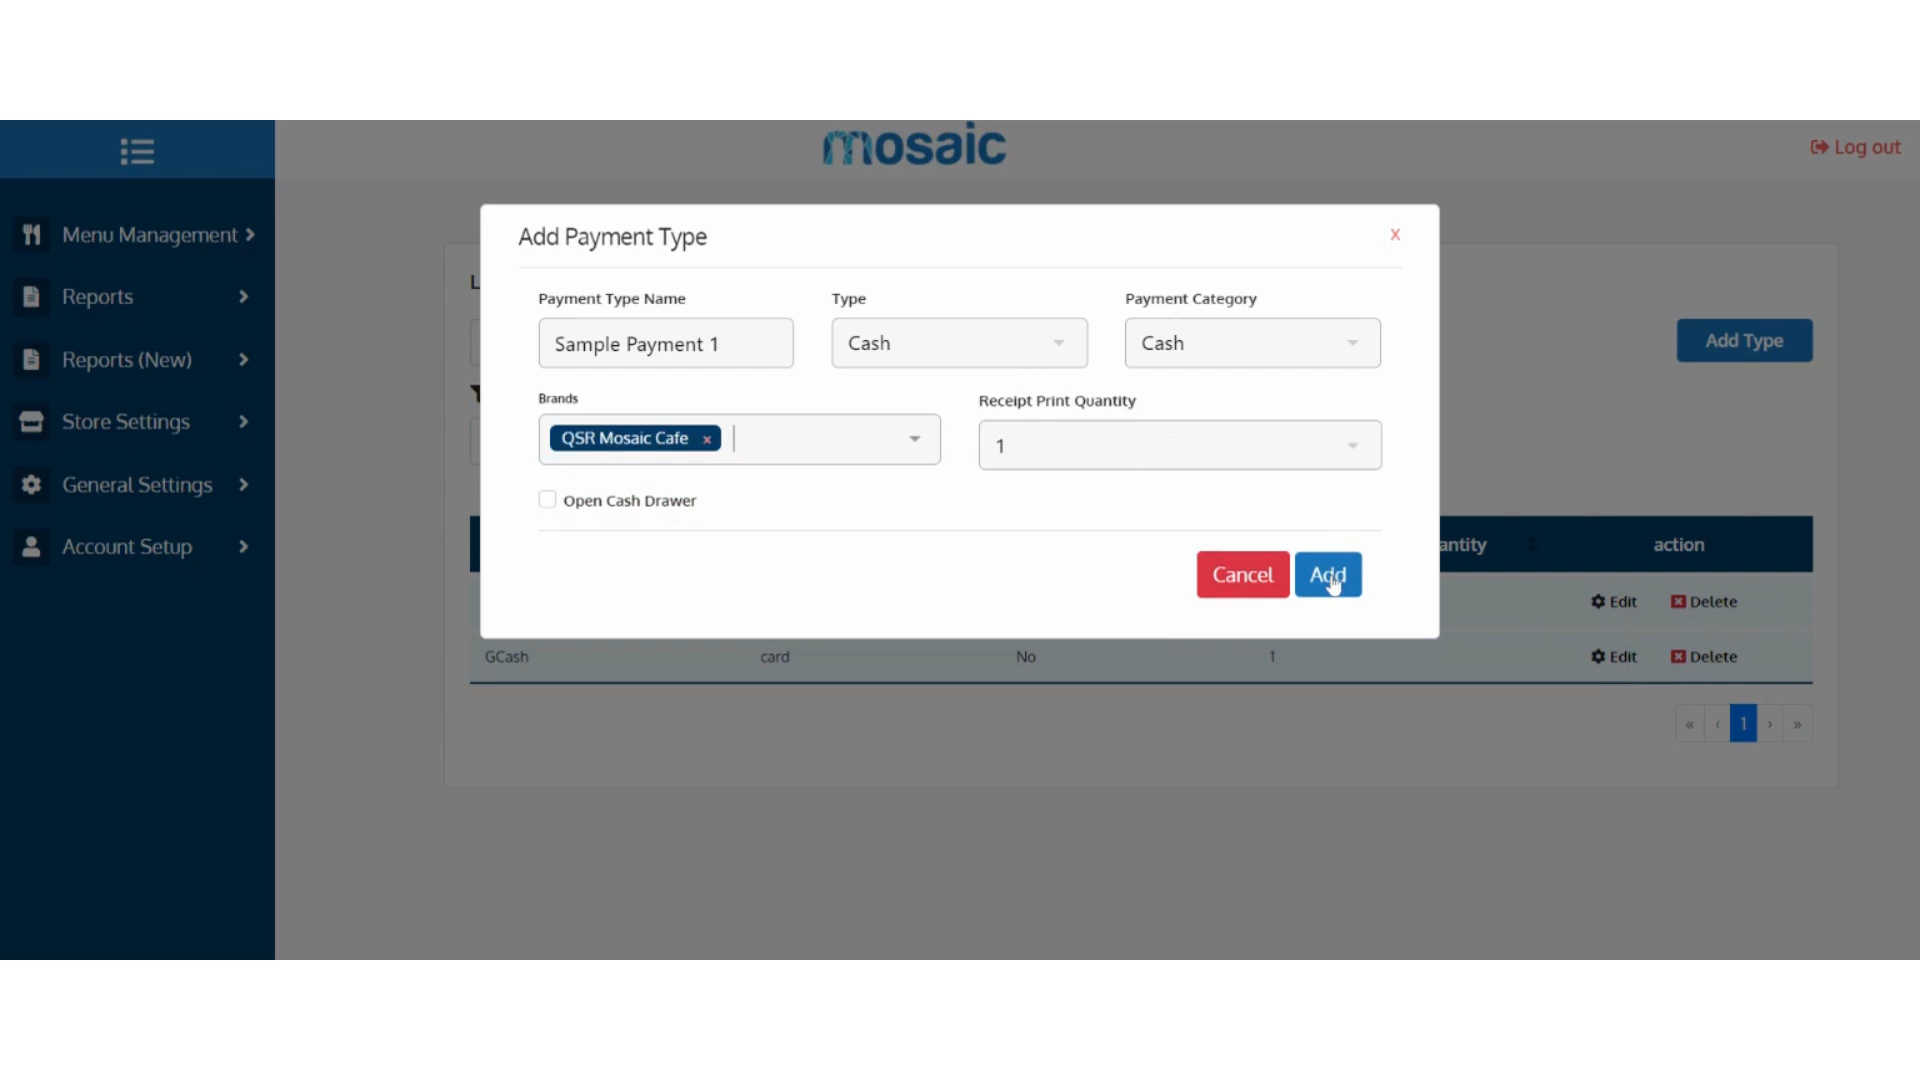 mosaic
Log out
Menu Management
Reports
Reports (New)
Store Settings
General Settings
Account Setup
Add Payment Type
X
Payment Type Name
Type
Payment Category
Sample Payment 1
Cash
Cash
Add Type
Brands
Receipt Print Quantity
QSR Mosaic Cafe ×
1
Open Cash Drawer
action
Cancel
Add
Edit
Delete
GCash
card
No
1
Edit
Delete
« ‹ 1 › »